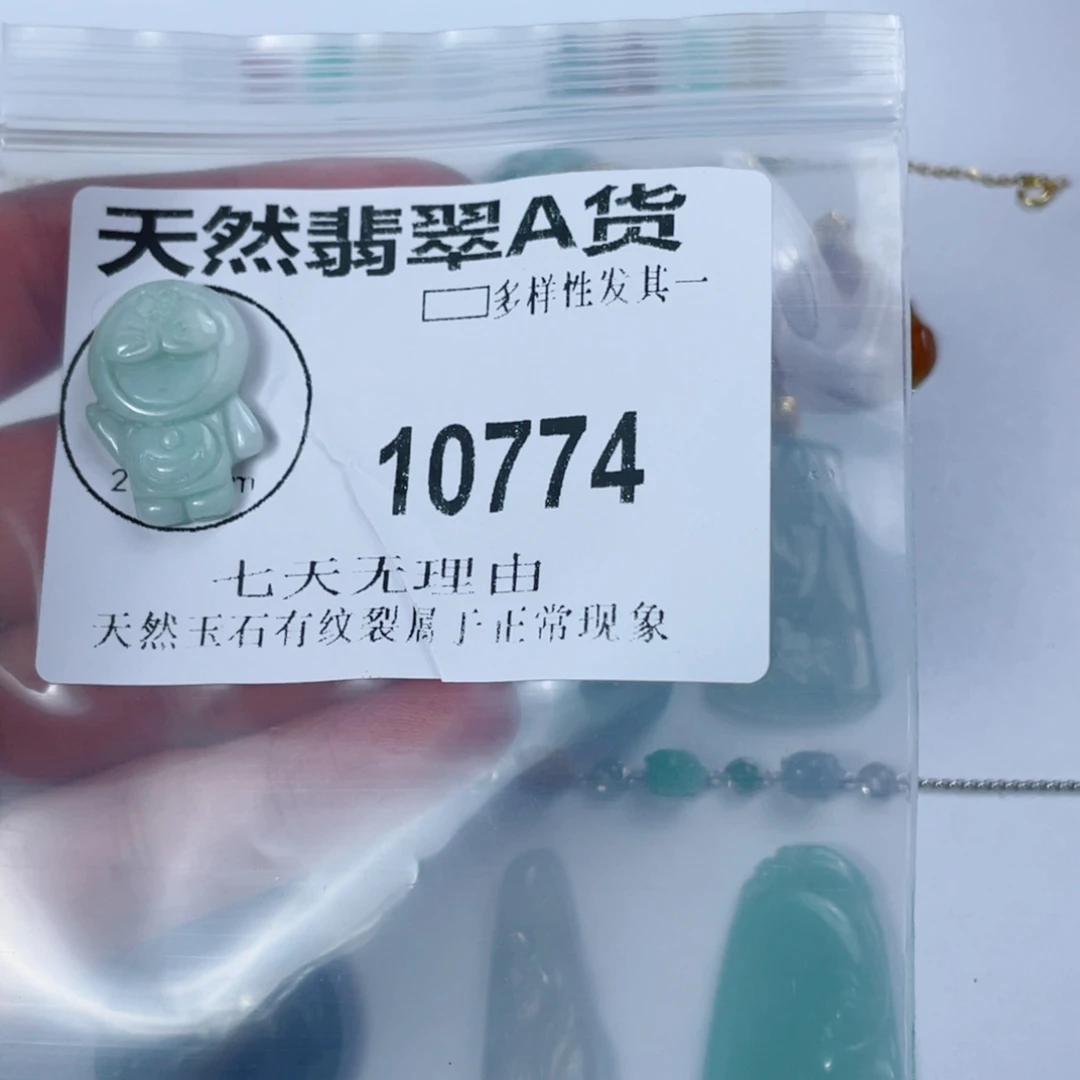 天然翡翠A货
多样性发其一
10774
2 m
七天无理由
天然玉石有纹裂属于正常现象